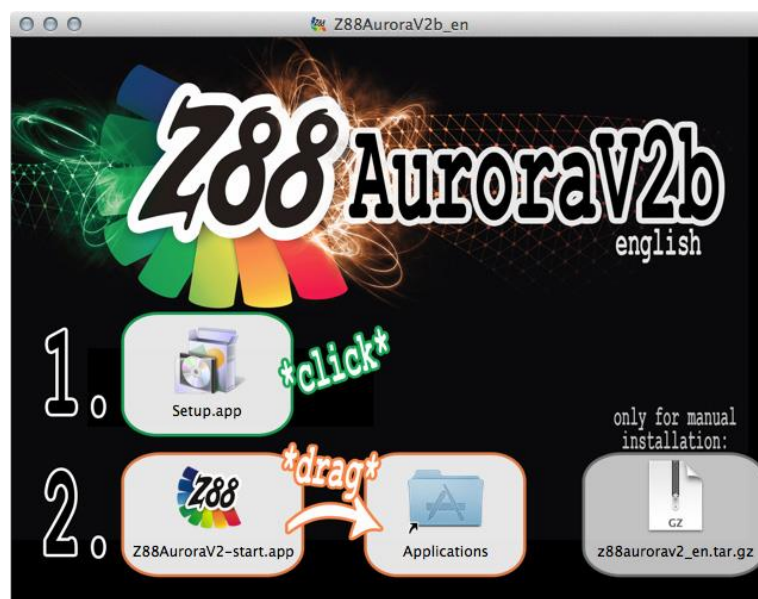 Z88AuroraV2b_en
Z88 AuroraV2b
english
1.
Setup.app
*click*
only for manual
installation:
2.
Z88
Z88AuroraV2-start.app
*drag*
Applications
GZ
z88aurorav2_en.tar.gz